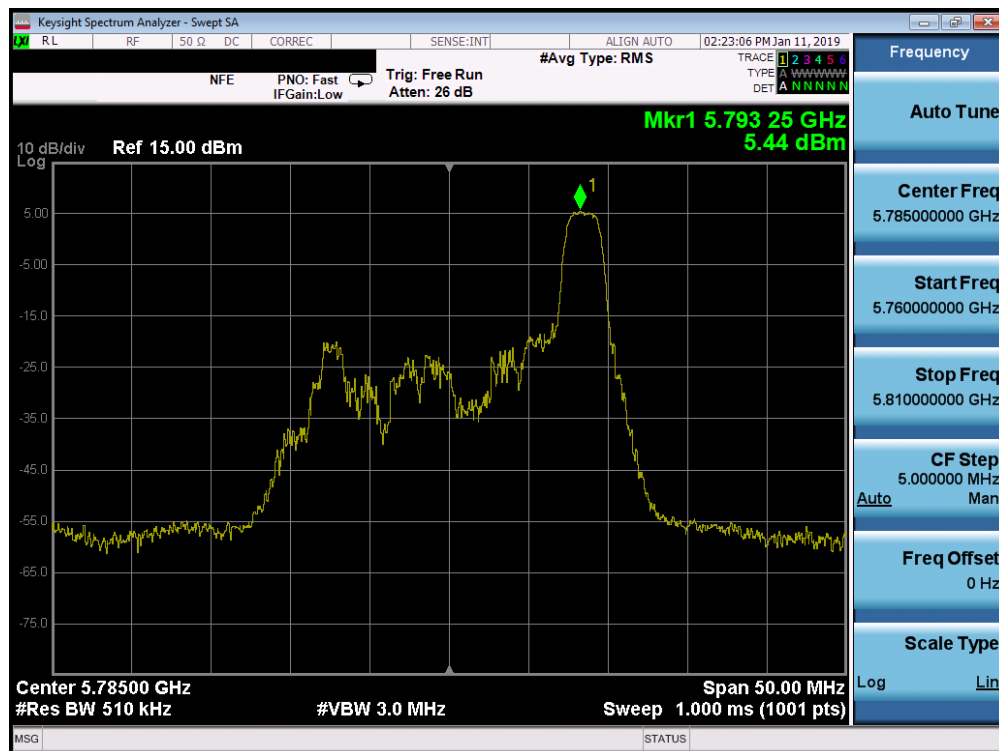 Keysight Spectrum Analyzer - Swept SA
LXI RL RF 50 Ω DC CORREC SENSE:INT ALIGN AUTO 02:23:06 PM Jan 11, 2019
NFE PNO: Fast Trig: Free Run #Avg Type: RMS TRACE 1 2 3 4 5 6
IFGain:Low Atten: 26 dB TYPE A WWWWW
DET A N N N N N
Mkr1 5.793 25 GHz
5.44 dBm
10 dB/div Ref 15.00 dBm
Log
1
5.00
-5.00
-15.0
-25.0
-35.0
-45.0
-55.0
-65.0
-75.0
Center 5.78500 GHz Span 50.00 MHz
#Res BW 510 kHz #VBW 3.0 MHz Sweep 1.000 ms (1001 pts)
MSG STATUS
Frequency
Auto Tune
Center Freq
5.785000000 GHz
Start Freq
5.760000000 GHz
Stop Freq
5.810000000 GHz
CF Step
5.000000 MHz
Auto Man
Freq Offset
0 Hz
Scale Type
Log Lin